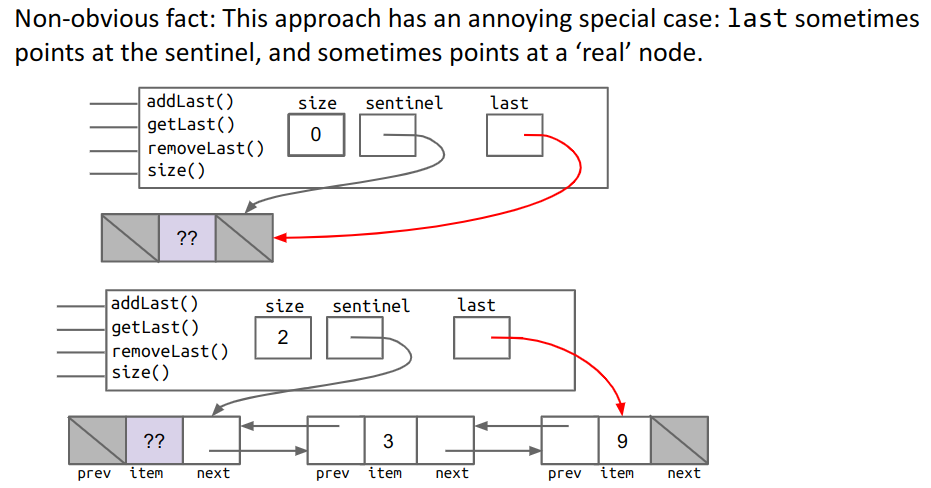 Non-obvious fact: This approach has an annoying special case: last sometimes
points at the sentinel, and sometimes points at a ‘real’ node.
addLast() size sentinel last
getLast()
0
removeLast()
size()
??
addLast() size sentinel last
getLast()
2
removeLast()
size()
?? 3 9
prev item next prev item next prev item next